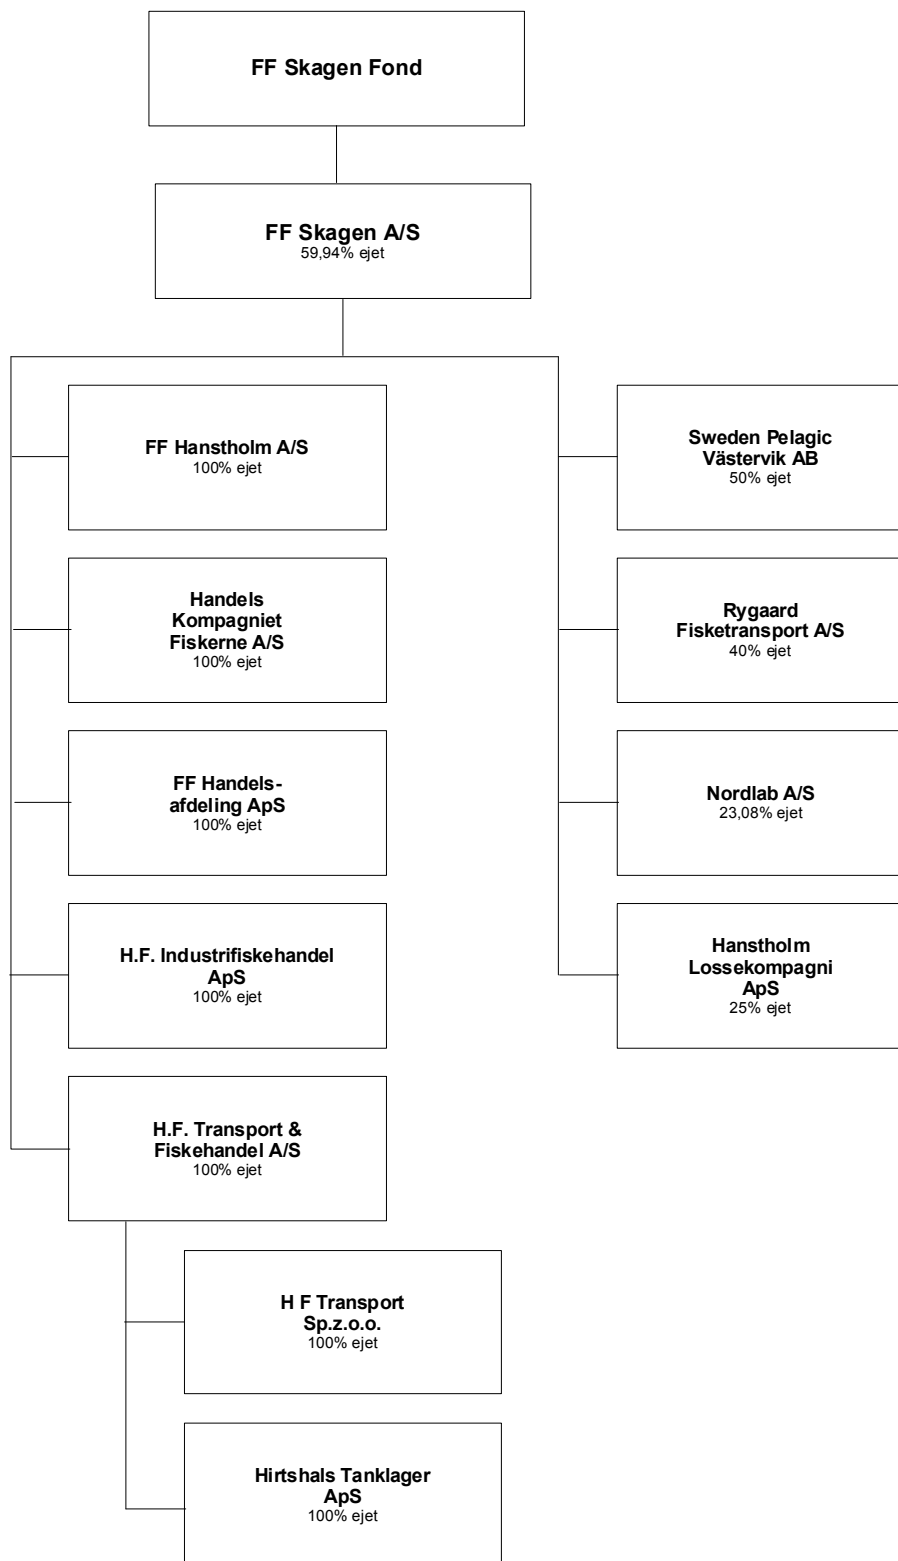 FF Skagen Fond
FF Skagen A/S
59,94% ejet
FF Hanstholm A/S
100% ejet
Handels
Kompagniet
Fiskerne A/S
100% ejet
FF Handels-
afdeling ApS
100% ejet
H.F. Industrifiskehandel
ApS
100% ejet
H.F. Transport &
Fiskehandel A/S
100% ejet
H F Transport
Sp.z.o.o.
100% ejet
Hirtshals Tanklager
ApS
100% ejet
Sweden Pelagic
Västervik AB
50% ejet
Rygaard
Fisketransport A/S
40% ejet
Nordlab A/S
23,08% ejet
Hanstholm
Lossekompagni
ApS
25% ejet